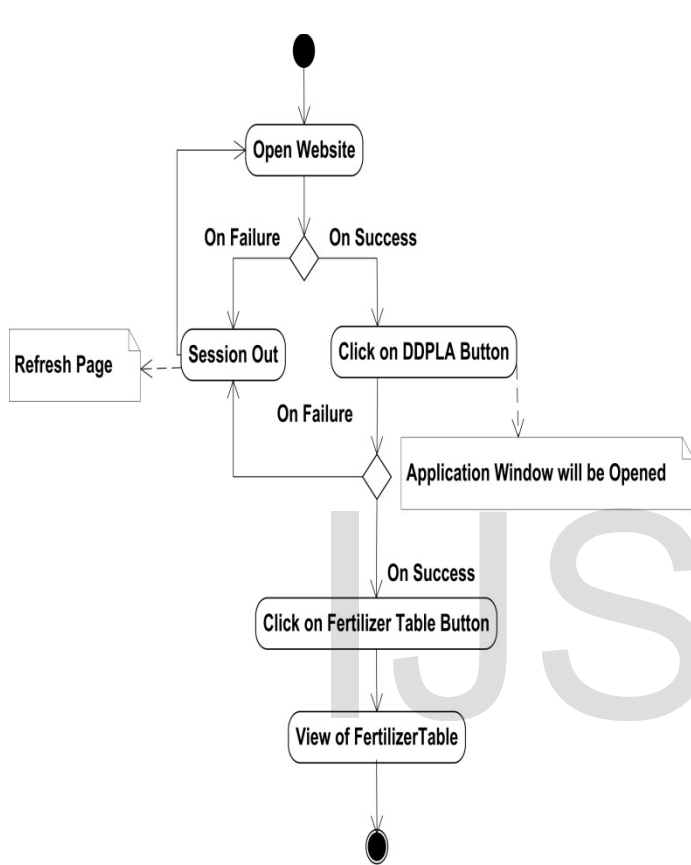 Open Website
On Failure
On Success
Session Out
Click on DDPLA Button
Refresh Page
On Failure
Application Window will be Opened
IJS
On Success
Click on Fertilizer Table Button
View of FertilizerTable